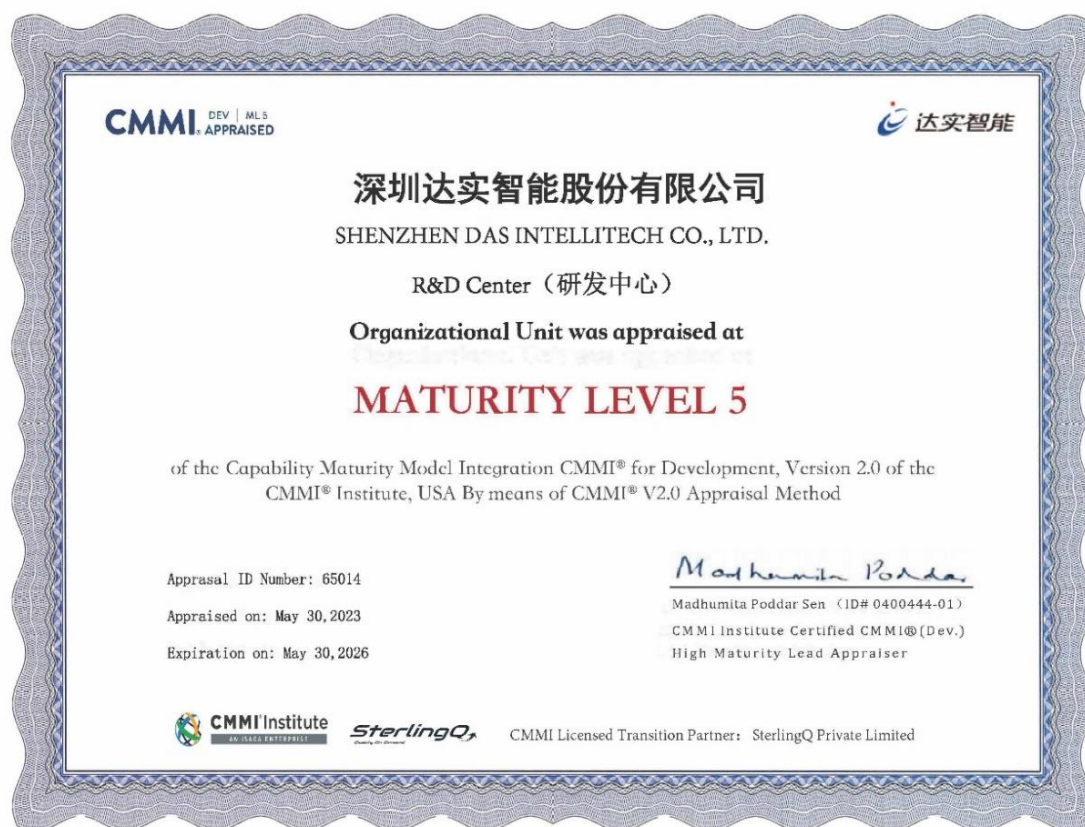 CMMI® DEV | ML5
APPRAISED
达实智能
深圳达实智能股份有限公司
SHENZHEN DAS INTELLITECH CO., LTD.
R&D Center（研发中心）
Organizational Unit was appraised at
MATURITY LEVEL 5
of the Capability Maturity Model Integration CMMI® for Development, Version 2.0 of the
CMMI® Institute, USA By means of CMMI® V2.0 Appraisal Method
Apprasal ID Number: 65014
Appraised on: May 30,2023
Expiration on: May 30,2026
Madhumita Poddar
Madhumita Poddar Sen （ID# 0400444-01）
CMMI Institute Certified CMMI®(Dev.)
High Maturity Lead Appraiser
CMMI® Institute
AN ISACA ENTERPRISE
SterlingQ
Quality On Demand
CMMI Licensed Transition Partner: SterlingQ Private Limited